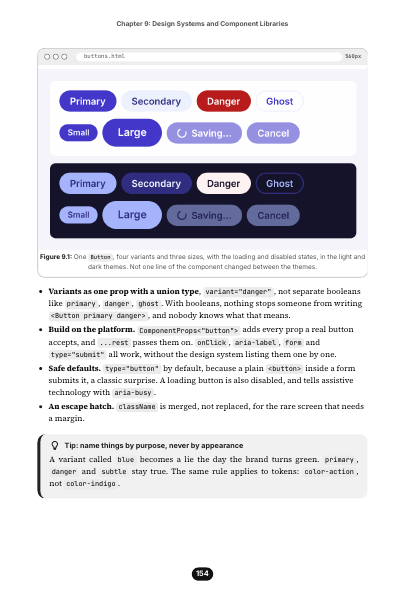 Chapter 9: Design Systems and Component Libraries
buttons.html
560px
Primary
Secondary
Danger
Ghost
Small
Large
Saving...
Cancel
Primary
Secondary
Danger
Ghost
Small
Large
Saving...
Cancel
Figure 9.1: One Button, four variants and three sizes, with the loading and disabled states, in the light and
dark themes. Not one line of the component changed between the themes.
• Variants as one prop with a union type, variant="danger", not separate booleans
like primary, danger, ghost. With booleans, nothing stops someone from writing
<Button primary danger>, and nobody knows what that means.
• Build on the platform. ComponentProps<"button"> adds every prop a real button
accepts, and ...rest passes them on. onClick, aria-label, form and
type="submit" all work, without the design system listing them one by one.
• Safe defaults. type="button" by default, because a plain <button> inside a form
submits it, a classic surprise. A loading button is also disabled, and tells assistive
technology with aria-busy.
• An escape hatch. className is merged, not replaced, for the rare screen that needs
a margin.
Tip: name things by purpose, never by appearance
A variant called blue becomes a lie the day the brand turns green. primary,
danger and subtle stay true. The same rule applies to tokens: color-action,
not color-indigo.
154